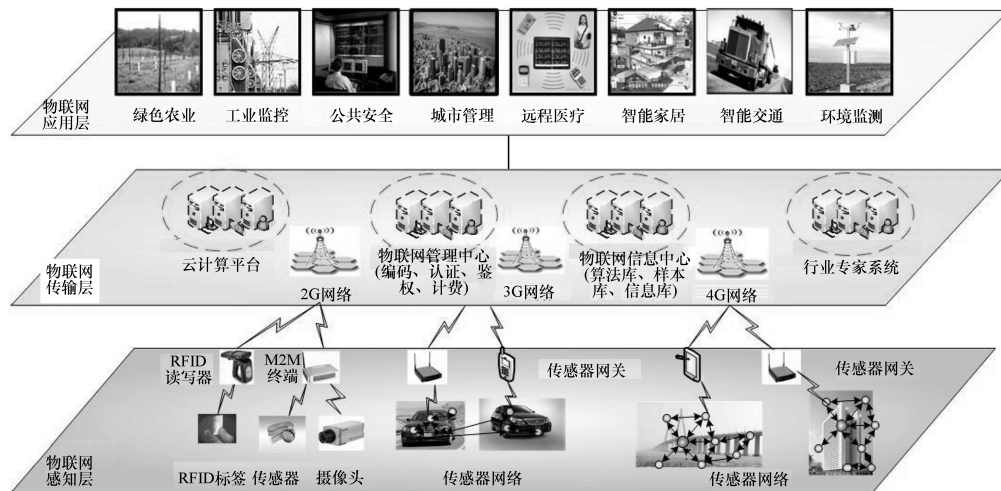 物联网
应用层
绿色农业
工业监控
公共安全
城市管理
远程医疗
智能家居
智能交通
环境监测
物联网
传输层
云计算平台
2G网络
物联网管理中心
(编码、认证、鉴
权、计费)
3G网络
物联网信息中心
(算法库、样本
库、信息库)
4G网络
行业专家系统
物联网
感知层
RFID
读写器
M2M
终端
传感器网关
传感器网关
RFID标签
传感器
摄像头
传感器网络
传感器网络